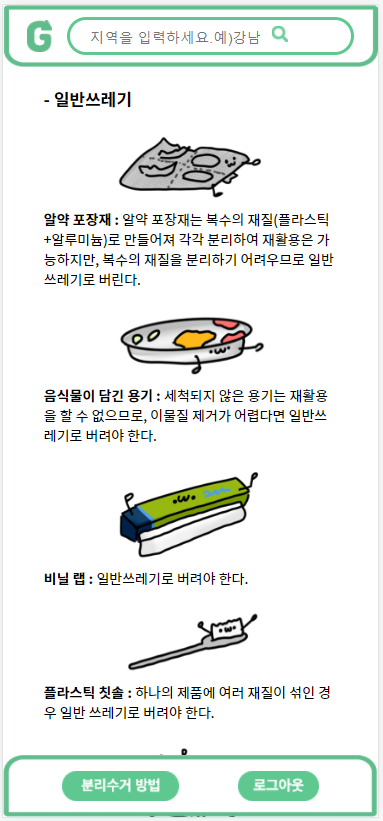 G
지역을 입력하세요.예)강남
- 일반쓰레기
알약 포장재 : 알약 포장재는 복수의 재질(플라스틱
+알루미늄)로 만들어져 각각 분리하여 재활용은 가
능하지만, 복수의 재질을 분리하기 어려우므로 일반
쓰레기로 버린다.
음식물이 담긴 용기 : 세척되지 않은 용기는 재활용
을 할 수 없으므로, 이물질 제거가 어렵다면 일반쓰
레기로 버려야 한다.
비닐 랩 : 일반쓰레기로 버려야 한다.
플라스틱 칫솔 : 하나의 제품에 여러 재질이 섞인 경
우 일반 쓰레기로 버려야 한다.
분리수거 방법
로그아웃